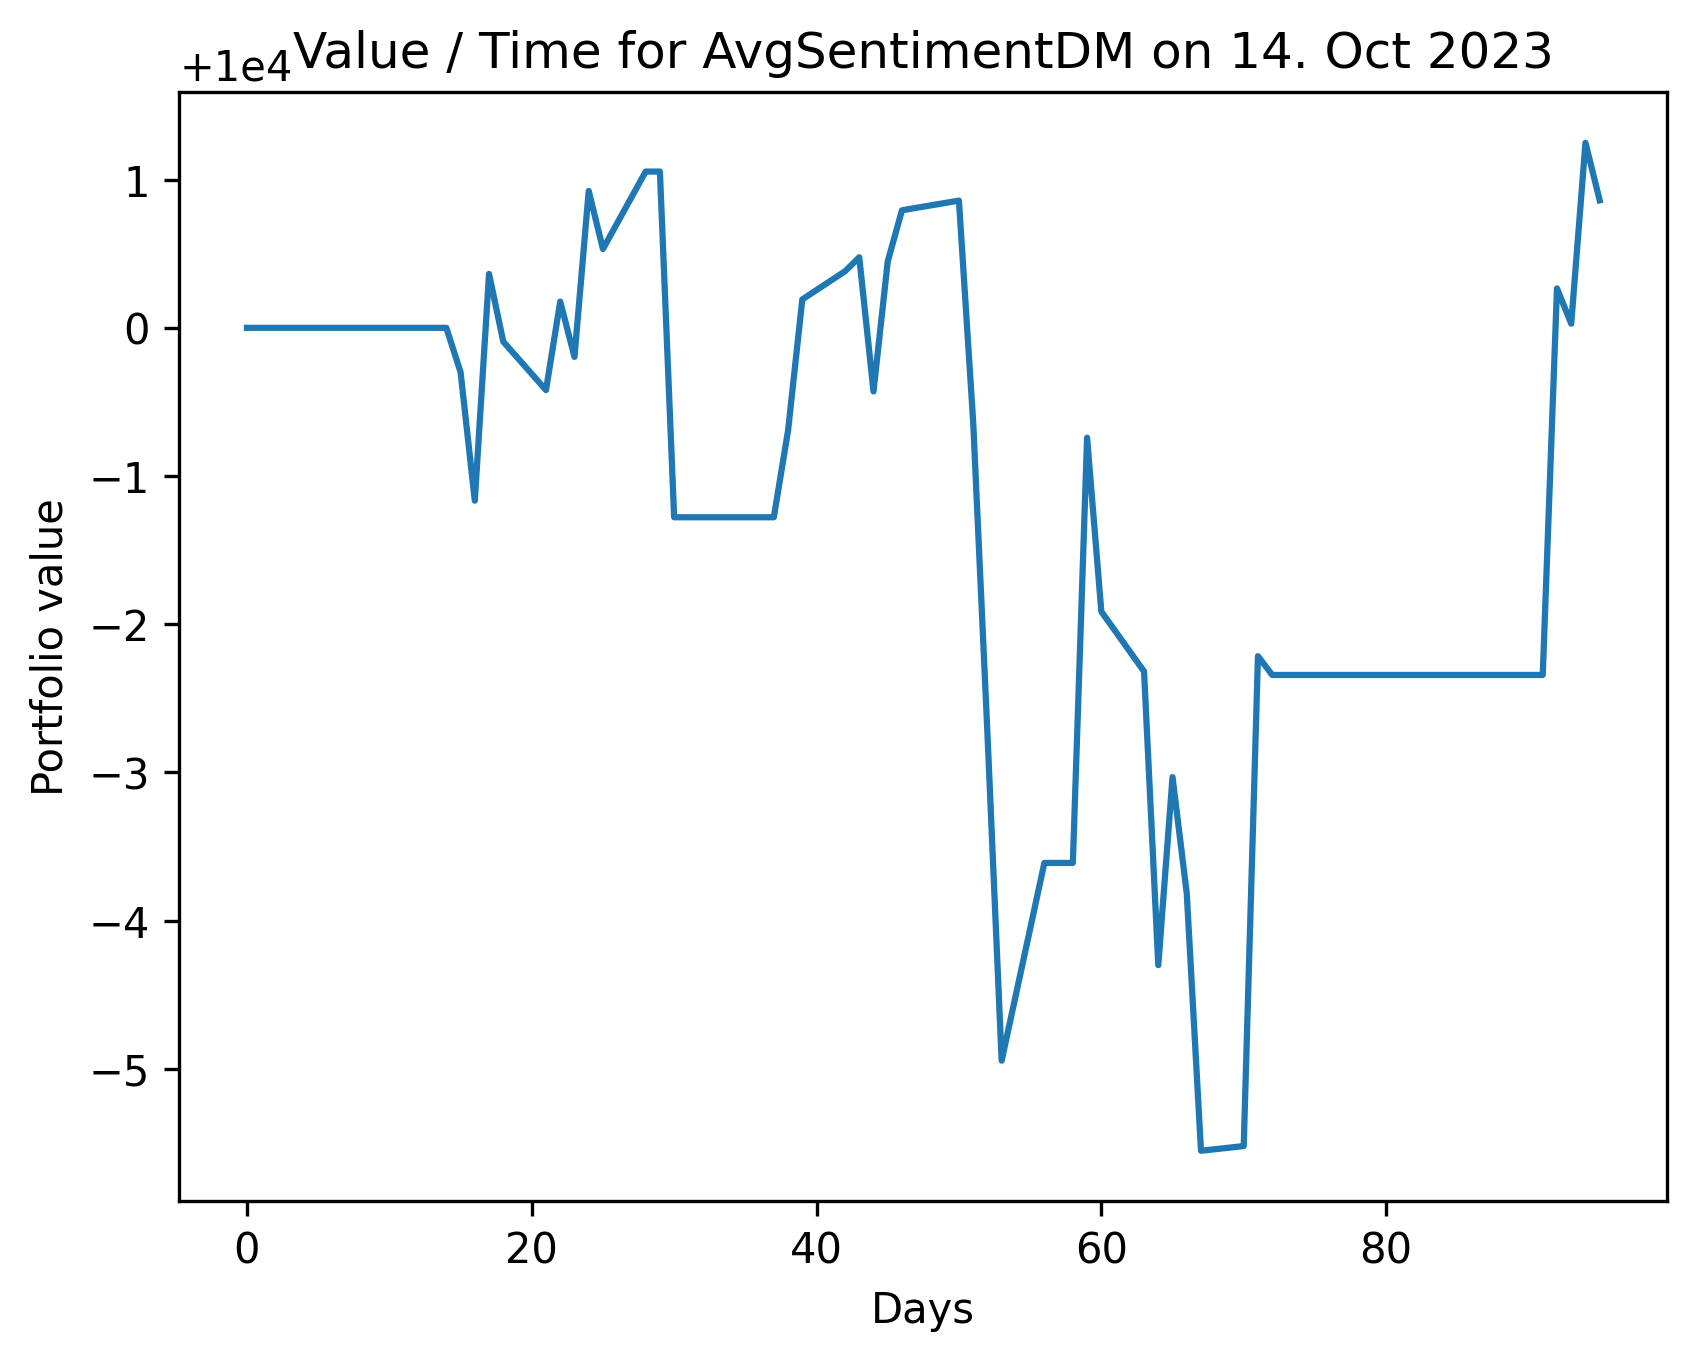 Value / Time for AvgSentimentDM on 14. Oct 2023
+1e4
1
0
−1
−2
−3
−4
−5
Portfolio value
0 20 40 60 80
Days